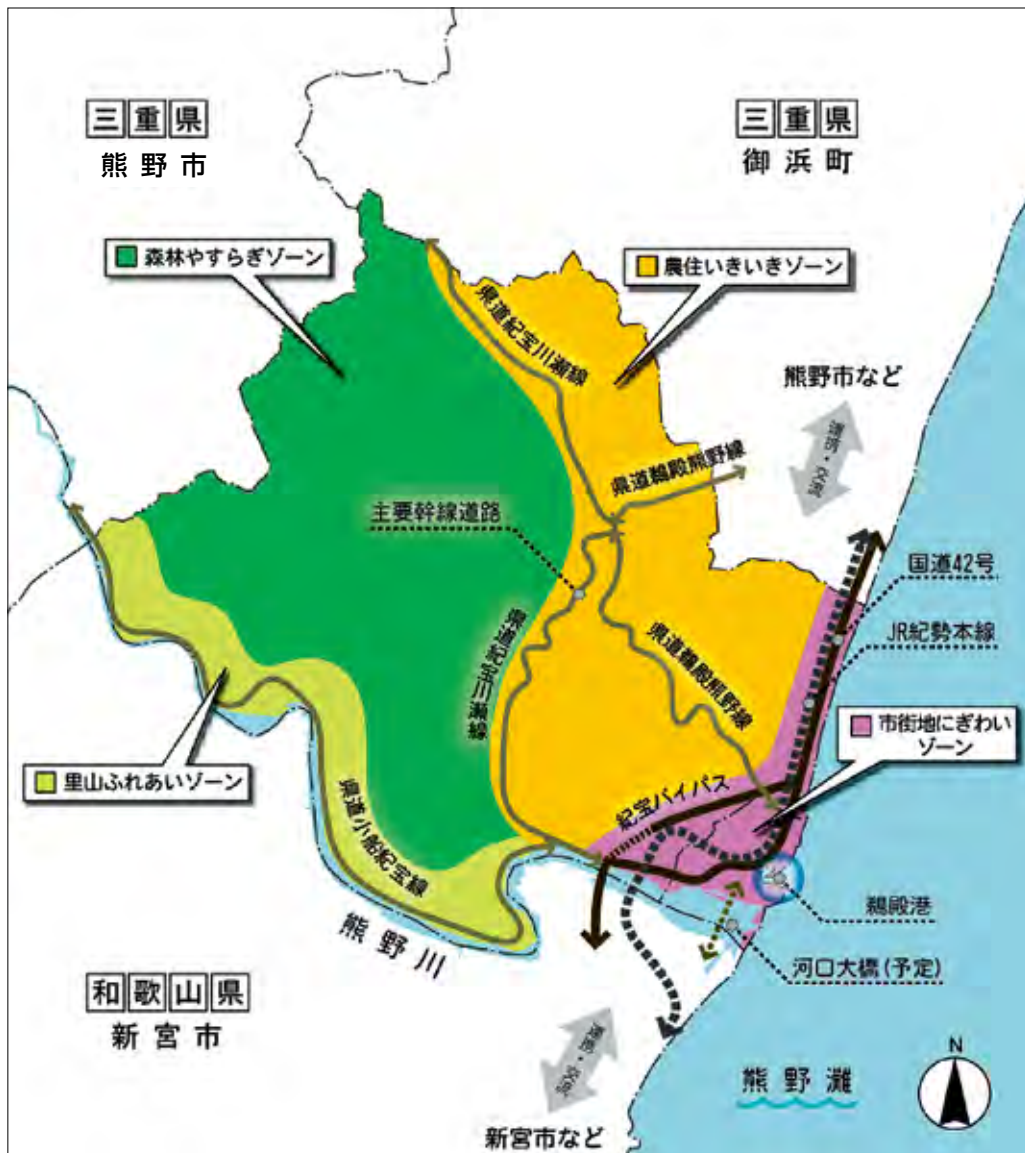 三重県
熊野市
三重県
御浜町
森林やすらぎゾーン
農住いきいきゾーン
県道紀宝川瀬線
熊野市など
連携・交流
県道鵜殿熊野線
主要幹線道路
国道42号
JR紀勢本線
県道紀宝川瀬線
県道鵜殿熊野線
市街地にぎわい
ゾーン
里山ふれあいゾーン
紀宝バイパス
県道小船紀宝線
鵜殿港
熊野川
河口大橋(予定)
和歌山県
新宮市
連携・交流
新宮市など
熊野灘
N